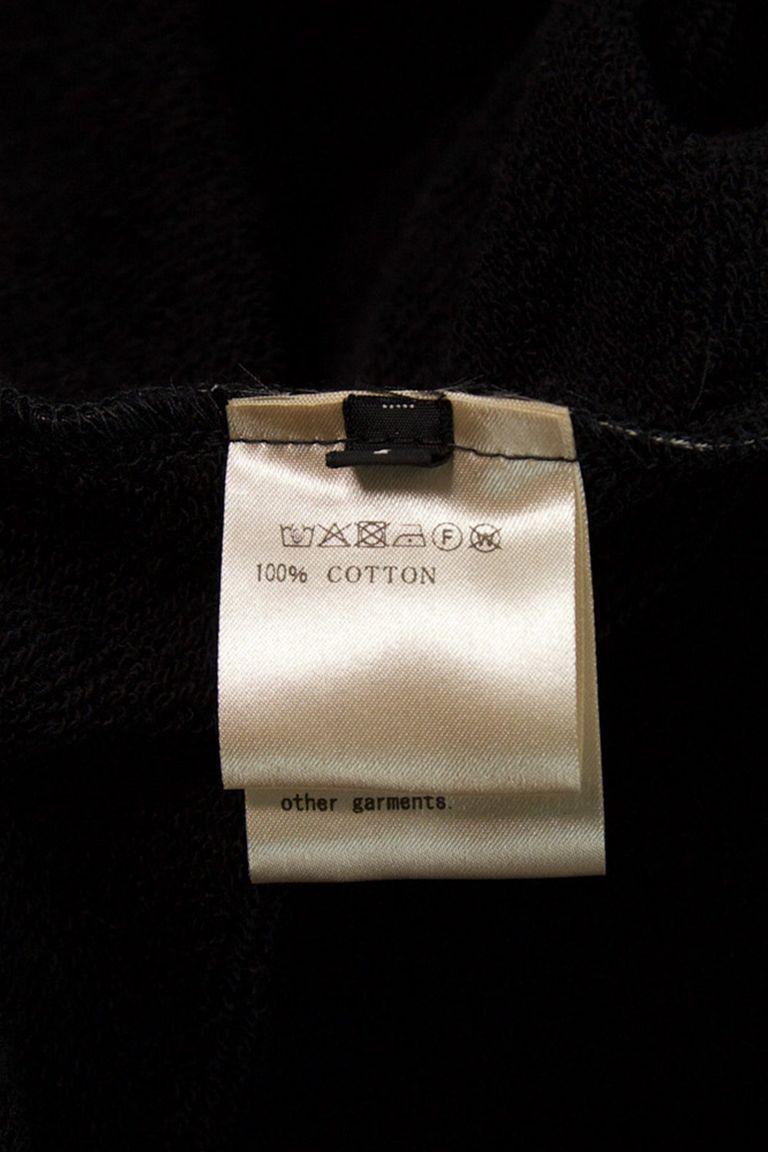 F W
100% COTTON
other garments.